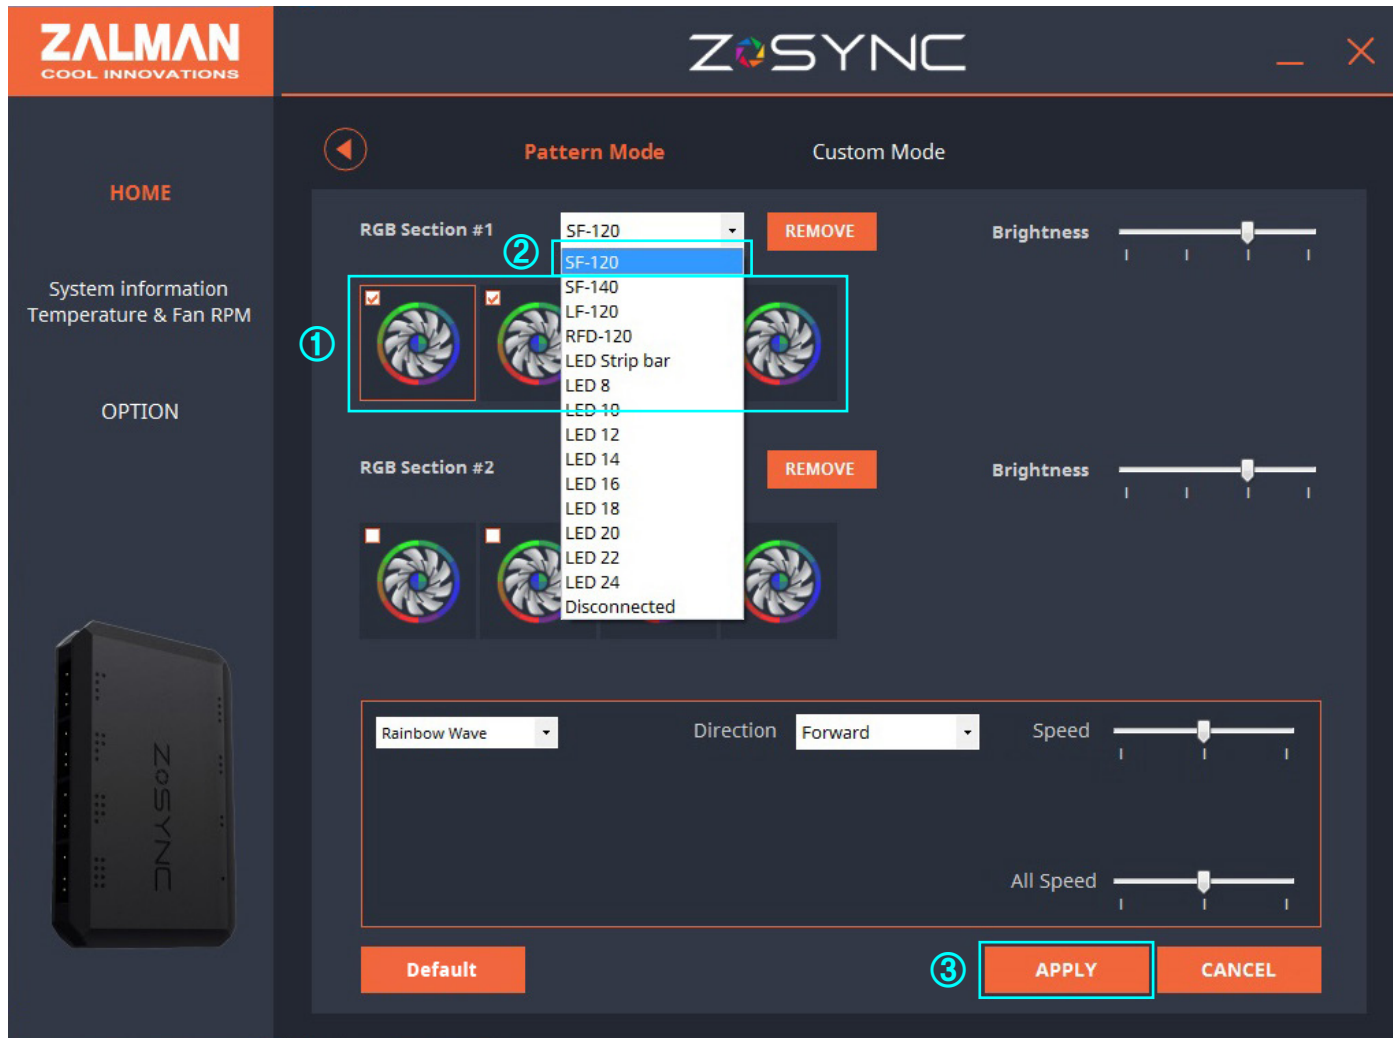 ZALMAN
COOL INNOVATIONS
ZOSYNC
Pattern Mode
Custom Mode
HOME
System information
Temperature & Fan RPM
OPTION
RGB Section #1
SF-120
REMOVE
Brightness
②
SF-120
SF-140
LF-120
RFD-120
LED Strip bar
LED 8
LED 10
LED 12
LED 14
LED 16
LED 18
LED 20
LED 22
LED 24
Disconnected
①
RGB Section #2
REMOVE
Brightness
ZOSYNC
Rainbow Wave
Direction
Forward
Speed
All Speed
Default
③
APPLY
CANCEL